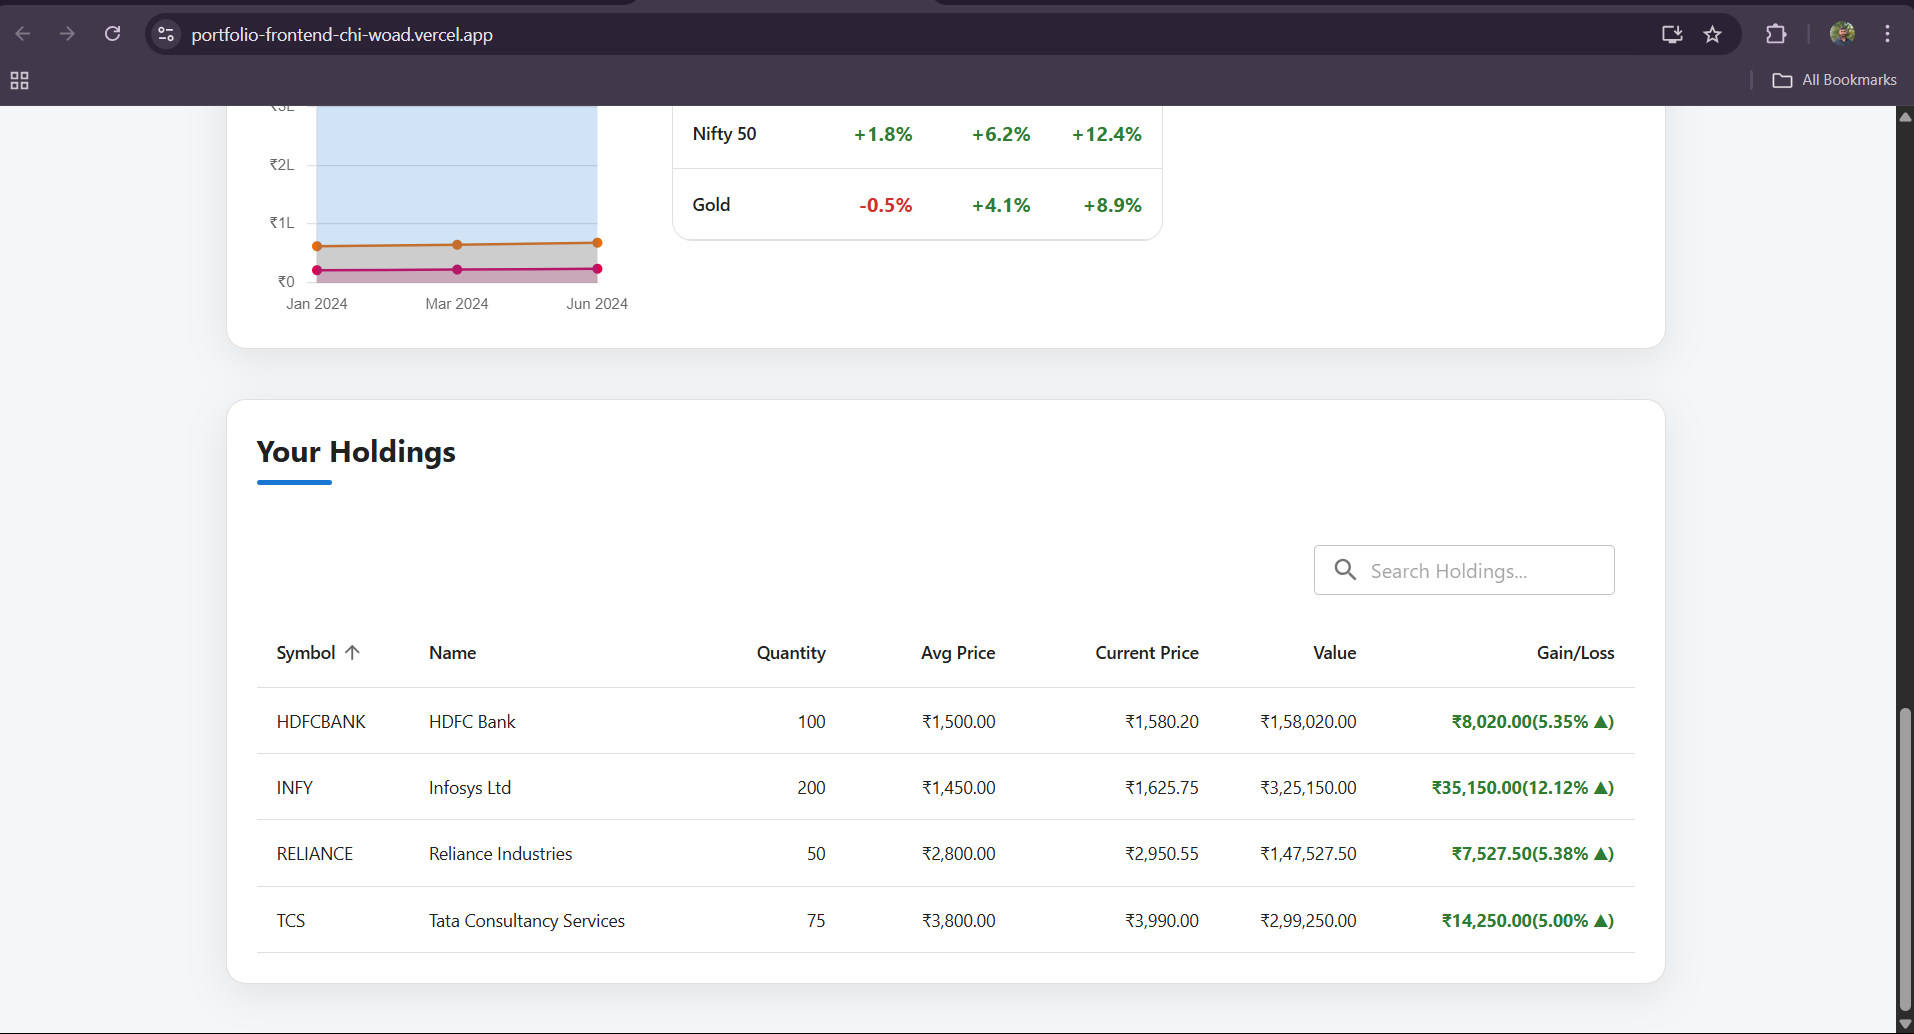 portfolio-frontend-chi-woad.vercel.app
All Bookmarks
₹3L
₹2L
₹1L
₹0
Jan 2024 Mar 2024 Jun 2024
Nifty 50 +1.8% +6.2% +12.4%
Gold -0.5% +4.1% +8.9%
Your Holdings
Search Holdings...
Symbol ↑ Name Quantity Avg Price Current Price Value Gain/Loss
HDFCBANK HDFC Bank 100 ₹1,500.00 ₹1,580.20 ₹1,58,020.00 ₹8,020.00(5.35% ▲)
INFY Infosys Ltd 200 ₹1,450.00 ₹1,625.75 ₹3,25,150.00 ₹35,150.00(12.12% ▲)
RELIANCE Reliance Industries 50 ₹2,800.00 ₹2,950.55 ₹1,47,527.50 ₹7,527.50(5.38% ▲)
TCS Tata Consultancy Services 75 ₹3,800.00 ₹3,990.00 ₹2,99,250.00 ₹14,250.00(5.00% ▲)